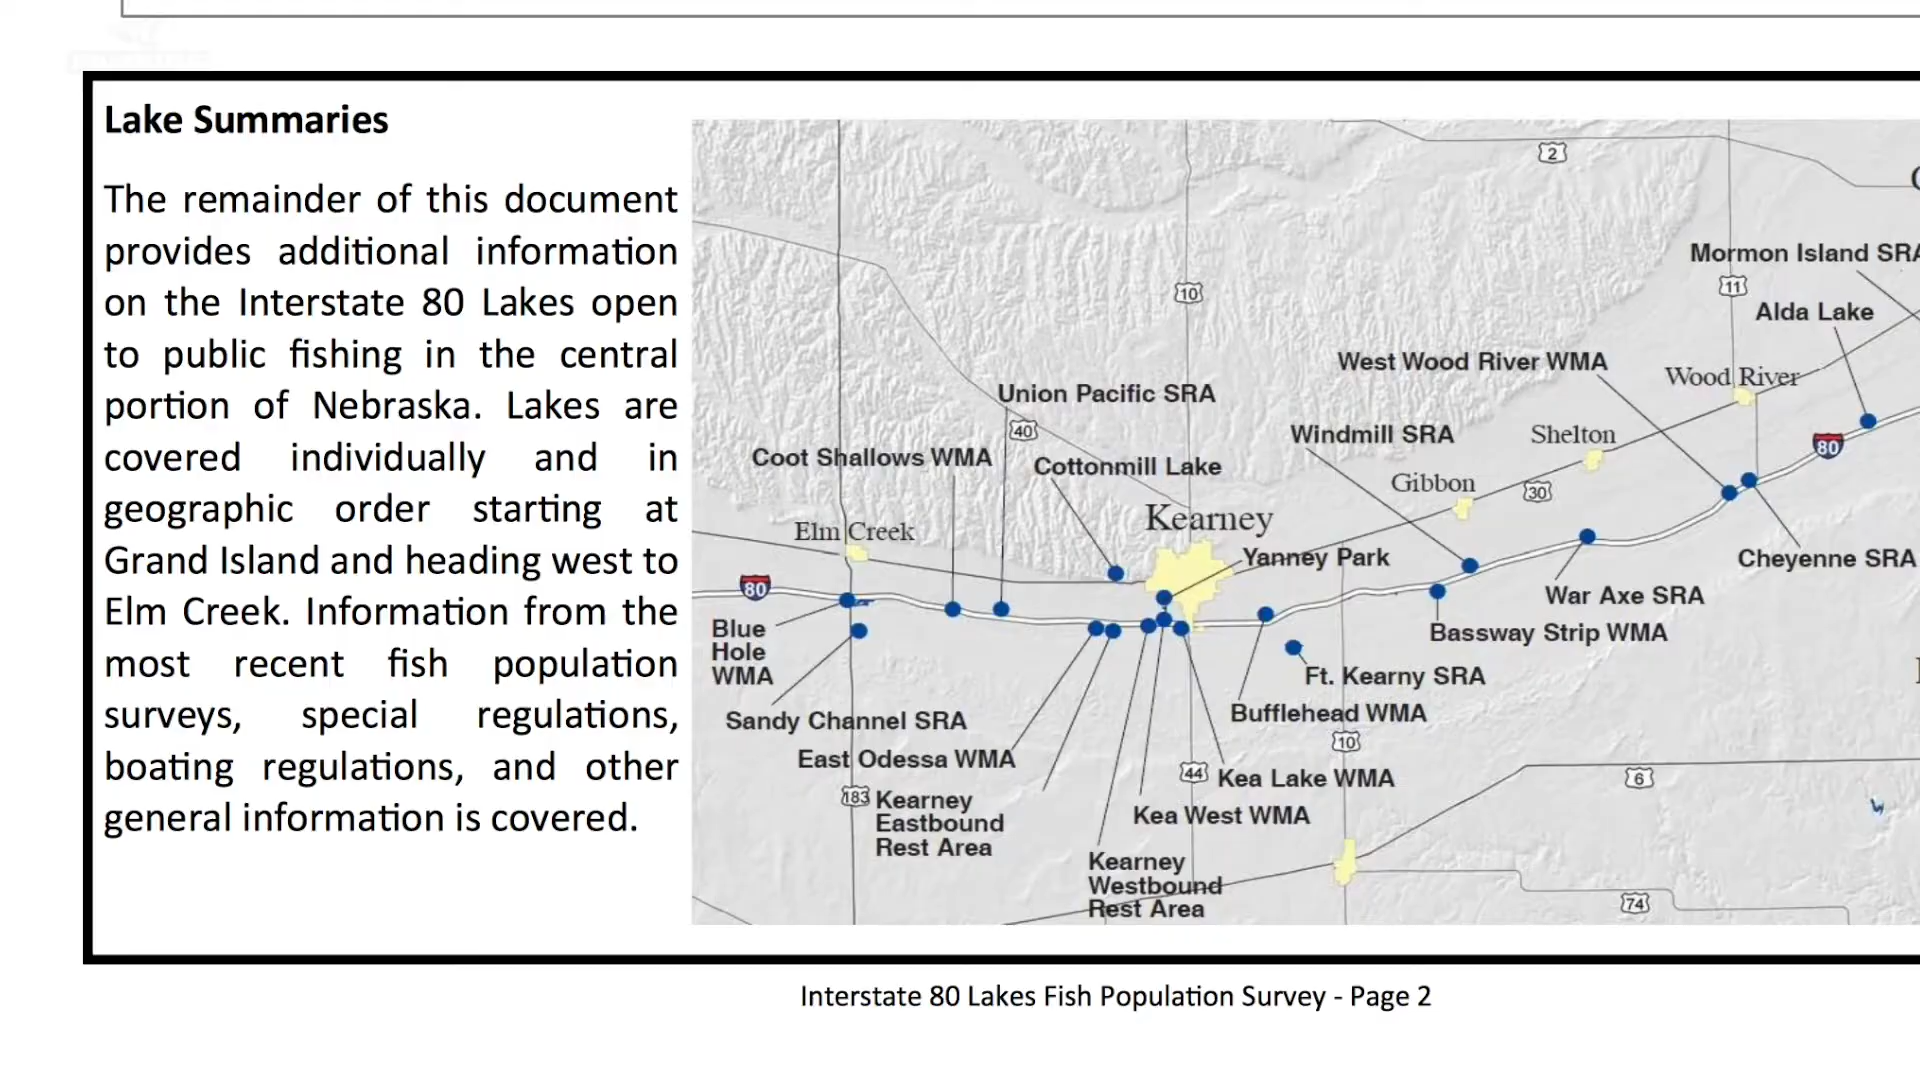 Lake Summaries
The remainder of this document
provides additional information
on the Interstate 80 Lakes open
to public fishing in the central
portion of Nebraska. Lakes are
covered individually and in
geographic order starting at
Grand Island and heading west to
Elm Creek. Information from the
most recent fish population
surveys, special regulations,
boating regulations, and other
general information is covered.
2
Mormon Island SRA
11
10
Alda Lake
West Wood River WMA
Wood River
Union Pacific SRA
40
Windmill SRA
Shelton
80
Coot Shallows WMA
Cottonmill Lake
Gibbon
30
Kearney
Elm Creek
Yanney Park
Cheyenne SRA
80
War Axe SRA
Blue
Hole
WMA
Bassway Strip WMA
Ft. Kearny SRA
Sandy Channel SRA
Bufflehead WMA
10
East Odessa WMA
44
Kea Lake WMA
6
183
Kearney
Eastbound
Rest Area
Kea West WMA
Kearney
Westbound
Rest Area
74
Interstate 80 Lakes Fish Population Survey - Page 2